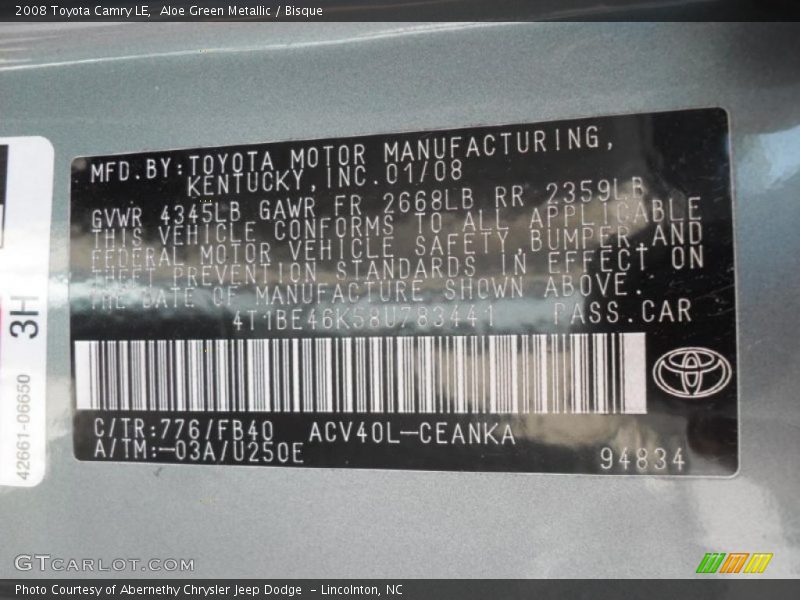 2008 Toyota Camry LE,  Aloe Green Metallic / Bisque
MFD.BY:TOYOTA MOTOR MANUFACTURING,
KENTUCKY,INC.01/08
GVWR 4345LB GAWR FR 2668LB RR 2359LB
THIS VEHICLE CONFORMS TO ALL APPLICABLE
FEDERAL MOTOR VEHICLE SAFETY,BUMPER,AND
THEFT PREVENTION STANDARDS IN EFFECT ON
THE DATE OF MANUFACTURE SHOWN ABOVE.
4T1BE46K58U783441 PASS.CAR
C/TR:776/FB40 ACV40L-CEANKA
A/TM:-03A/U250E
94834
3H
42661-06650
GTCARLOT.COM
Photo Courtesy of Abernethy Chrysler Jeep Dodge  - Lincolnton, NC